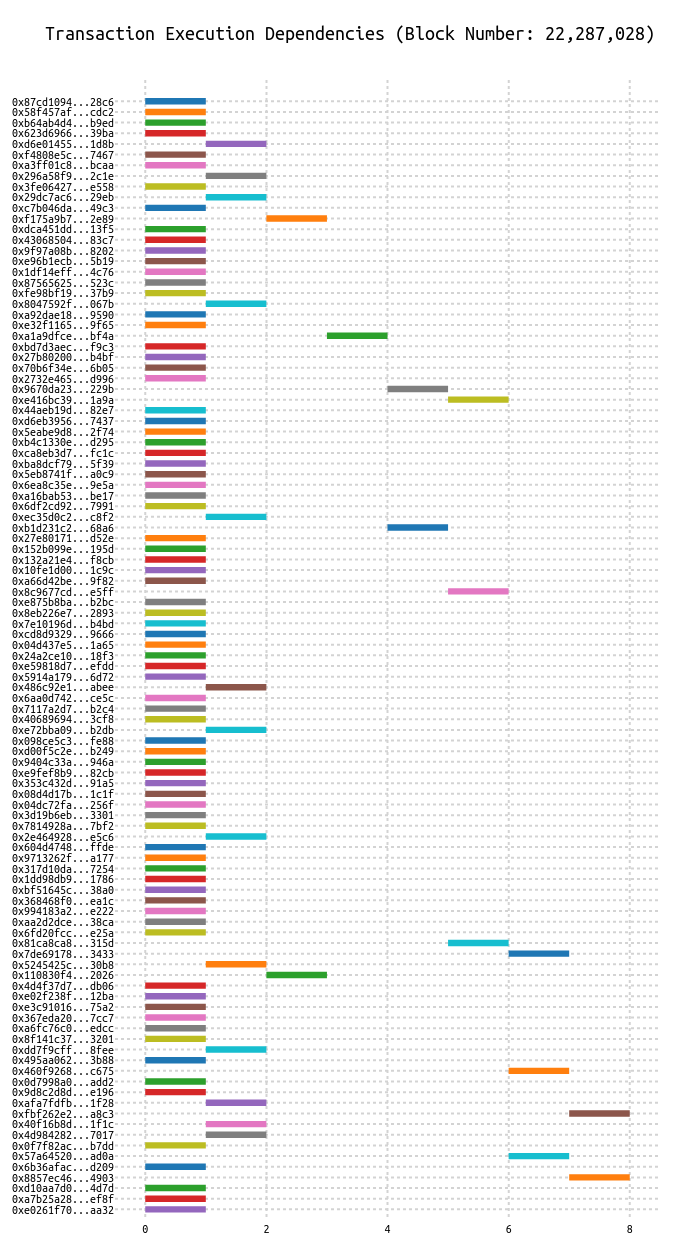 Transaction Execution Dependencies (Block Number: 22,287,028)
0x87cd1094...28c6
0x58f457af...cdc2
0xb64ab4d4...b9ed
0x623d6966...39ba
0xd6e01455...1d8b
0xf4808e5c...7467
0xa3ff01c8...bcaa
0x296a58f9...2c1e
0x3fe06427...e558
0x29dc7ac6...29eb
0xc7b046da...49c3
0xf175a9b7...2e89
0xdca451dd...13f5
0x43068504...83c7
0x9f97a08b...8202
0xe96b1ecb...5b19
0x1df14eff...4c76
0x87565625...523c
0xfe98bf19...37b9
0x8047592f...067b
0xa92dae18...9590
0xe32f1165...9f65
0xa1a9dfce...bf4a
0xbd7d3aec...f9c3
0x27b80200...b4bf
0x70b6f34e...6b05
0x2732e465...d996
0x9670da23...229b
0xe416bc39...1a9a
0x44aeb19d...82e7
0xd6eb3956...7437
0x5eabe9d8...2f74
0xb4c1330e...d295
0xca8eb3d7...fc1c
0xba8dcf79...5f39
0x5eb8741f...a0c9
0x6ea8c35e...9e5a
0xa16bab53...be17
0x6df2cd92...7991
0xec35d0c2...c8f2
0xb1d231c2...68a6
0x27e80171...d52e
0x152b099e...195d
0x132a21e4...f8cb
0x10fe1d00...1c9c
0xa66d42be...9f82
0x8c9677cd...e5ff
0xe875b8ba...b2bc
0x8eb226e7...2893
0x7e10196d...b4bd
0xcd8d9329...9666
0x04d437e5...1a65
0x24a2ce10...18f3
0xe59818d7...efdd
0x5914a179...6d72
0x486c92e1...abee
0x6aa0d742...ce5c
0x7117a2d7...b2c4
0x40689694...3cf8
0xe72bba09...b2db
0x098ce5c3...fe88
0xd00f5c2e...b249
0x9404c33a...946a
0xe9fef8b9...82cb
0x353c432d...91a5
0x08d4d17b...1c1f
0x04dc72fa...256f
0x3d19b6eb...3301
0x7814928a...7bf2
0x2e464928...e5c6
0x604d4748...ffde
0x9713262f...a177
0x317d10da...7254
0x1dd98db9...1786
0xbf51645c...38a0
0x368468f0...ea1c
0x994183a2...e222
0xaa2d2dce...38ca
0x6fd20fcc...e25a
0x81ca8ca8...315d
0x7de69178...3433
0x5245425c...30b8
0x110830f4...2026
0x4d4f37d7...db06
0xe02f238f...12ba
0xe3c91016...75a2
0x367eda20...7cc7
0xa6fc76c0...edcc
0x8f141c37...3201
0xdd7f9cff...8fee
0x495aa062...3b88
0x460f9268...c675
0x0d7998a0...add2
0x9d8c2d8d...e196
0xafa7fdfb...1f28
0xfbf262e2...a8c3
0x40f16b8d...1f1c
0x4d984282...7017
0x0f7f82ac...b7dd
0x57a64520...ad0a
0x6b36afac...d209
0x8857ec46...4903
0xd10aa7d0...4d7d
0xa7b25a28...ef8f
0xe0261f70...aa32
0 2 4 6 8